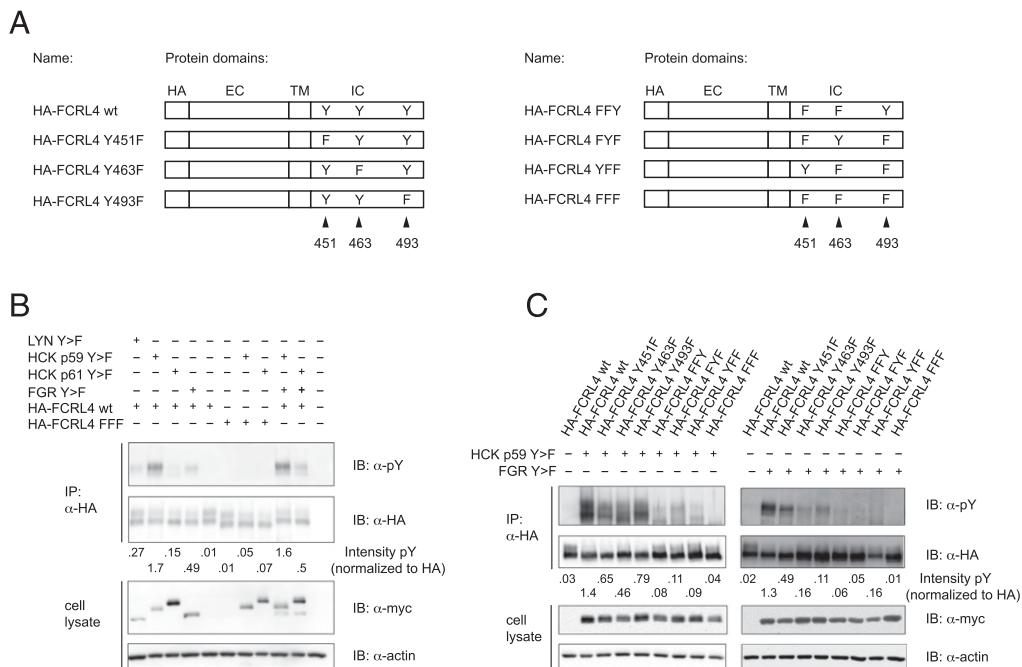 A
Name: Protein domains:
HA EC TM IC
HA-FCRL4 wt Y Y Y
HA-FCRL4 Y451F F Y Y
HA-FCRL4 Y463F Y F Y
HA-FCRL4 Y493F Y Y F
451 463 493
Name: Protein domains:
HA EC TM IC
HA-FCRL4 FFY F F Y
HA-FCRL4 FYF F Y F
HA-FCRL4 YFF Y F F
HA-FCRL4 FFF F F F
451 463 493
B
LYN Y>F + – – – – – – – – – –
HCK p59 Y>F – + – – – – + – + – –
HCK p61 Y>F – – + – – – – + – + –
FGR Y>F – – – + – – – – + + –
HA-FCRL4 wt + + + + + – – – + + –
HA-FCRL4 FFF – – – – – + + + – – –
IP:
α-HA
IB: α-pY
IB: α-HA
.27 .15 .01 .05 1.6 Intensity pY
1.7 .49 .01 .07 .5 (normalized to HA)
cell
lysate
IB: α-myc
IB: α-actin
C
HA-FCRL4 wt
HA-FCRL4 wt
HA-FCRL4 Y451F
HA-FCRL4 Y463F
HA-FCRL4 Y493F
HA-FCRL4 FFY
HA-FCRL4 FYF
HA-FCRL4 YFF
HA-FCRL4 FFF
HA-FCRL4 wt
HA-FCRL4 wt
HA-FCRL4 Y451F
HA-FCRL4 Y463F
HA-FCRL4 Y493F
HA-FCRL4 FFY
HA-FCRL4 FYF
HA-FCRL4 YFF
HA-FCRL4 FFF
HCK p59 Y>F – + + + + + + + + – – – – – – – – –
FGR Y>F – – – – – – – – – – + + + + + + + +
IP:
α-HA
IB: α-pY
IB: α-HA
.03 .65 .79 .11 .04 .02 .49 .11 .05 .01 Intensity pY
1.4 .46 .08 .09 1.3 .16 .06 .16 (normalized to HA)
cell
lysate
IB: α-myc
IB: α-actin